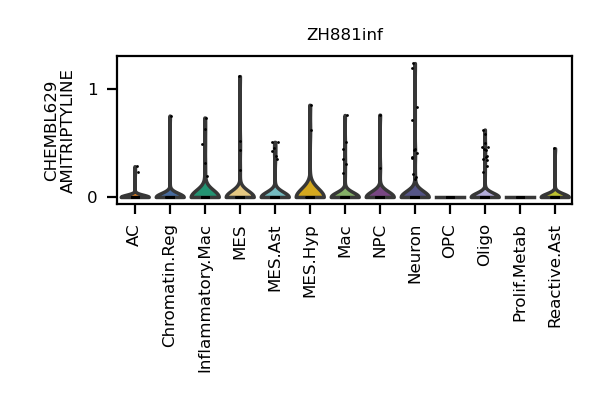 ZH881inf
CHEMBL629
AMITRIPTYLINE
1
0
AC
Chromatin.Reg
Inflammatory.Mac
MES
MES.Ast
MES.Hyp
Mac
NPC
Neuron
OPC
Oligo
Prolif.Metab
Reactive.Ast